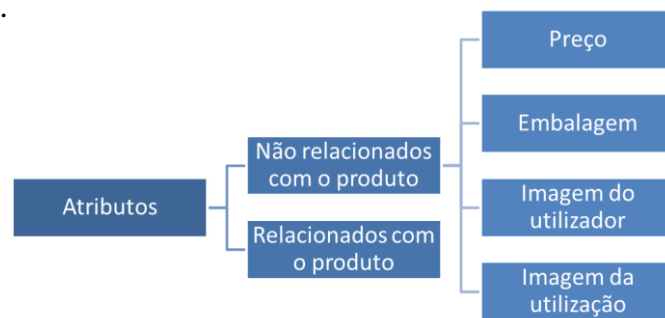 .
Preço
Embalagem
Não relacionados
com o produto
Imagem do
utilizador
Atributos
Relacionados com
o produto
Imagem da
utilização